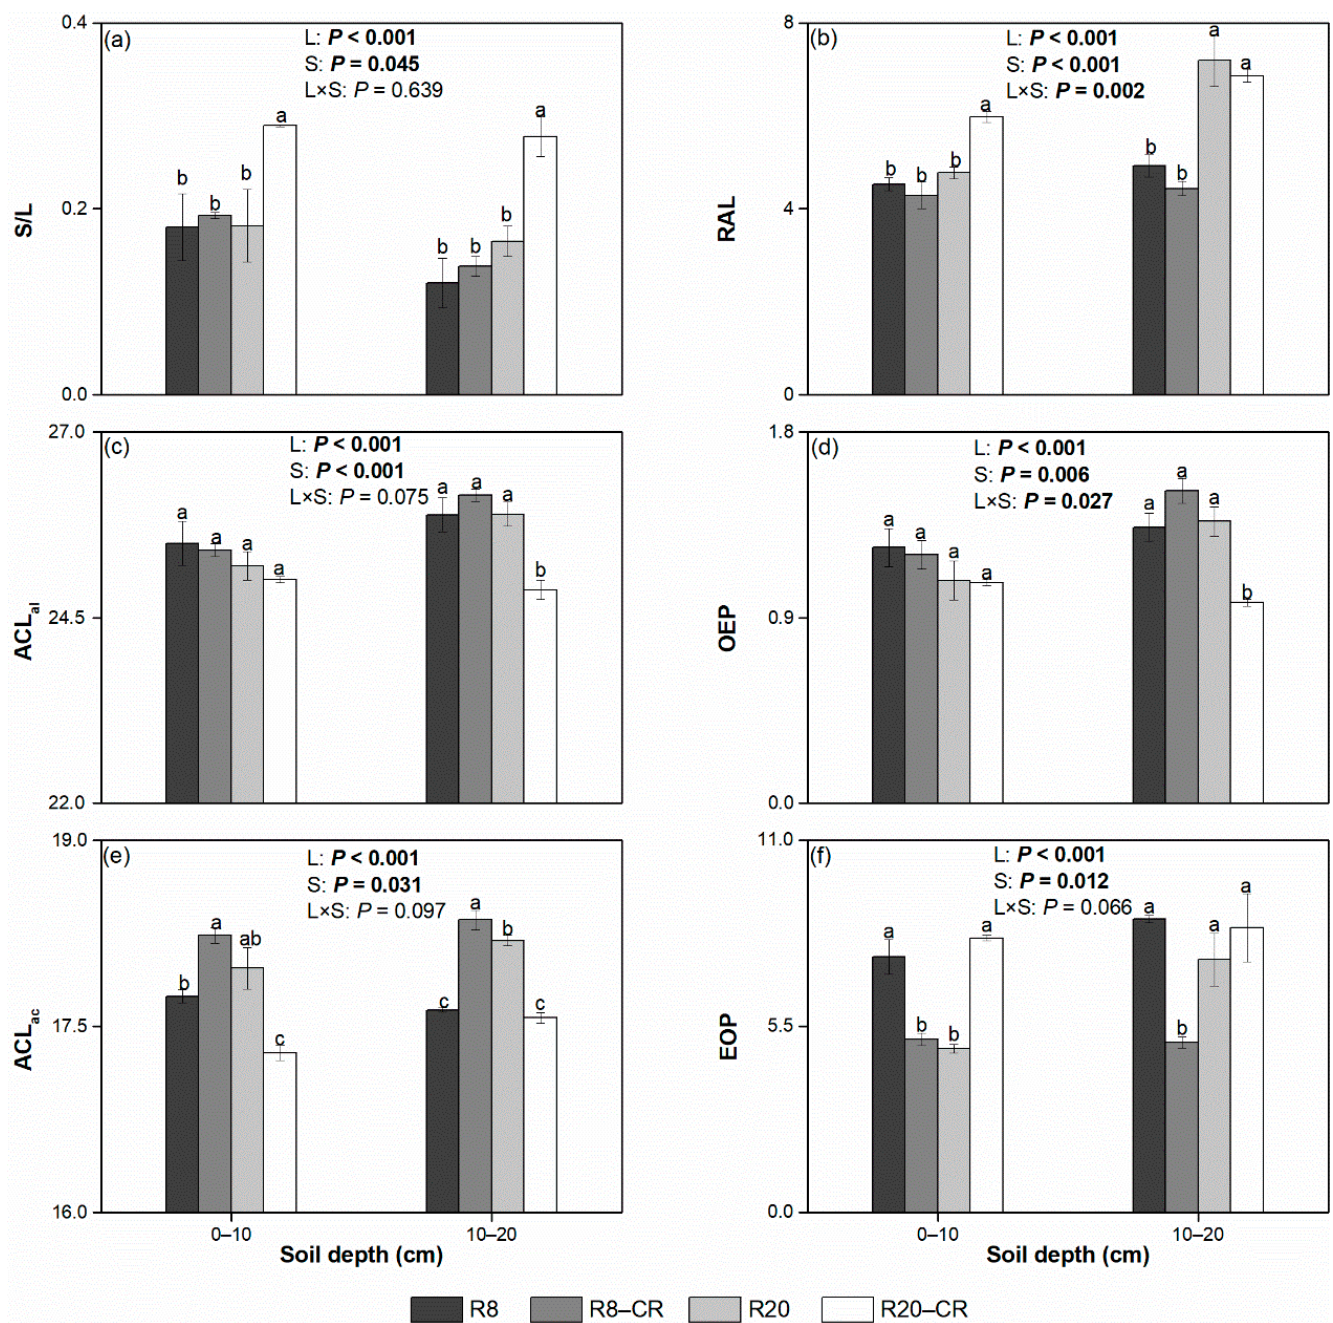 (a)
L: P < 0.001
S: P = 0.045
L×S: P = 0.639
0.4
0.2
0.0
S/L
b b b a
b b b a
(b)
L: P < 0.001
S: P < 0.001
L×S: P = 0.002
8
4
0
RAL
b b b a
b b a a
(c)
L: P < 0.001
S: P < 0.001
L×S: P = 0.075
27.0
24.5
22.0
ACLal
a a a a
a a a b
(d)
L: P < 0.001
S: P = 0.006
L×S: P = 0.027
1.8
0.9
0.0
OEP
a a a a
a a a b
(e)
L: P < 0.001
S: P = 0.031
L×S: P = 0.097
19.0
17.5
16.0
ACLac
b a ab c
c a b c
0–10 10–20
Soil depth (cm)
(f)
L: P < 0.001
S: P = 0.012
L×S: P = 0.066
11.0
5.5
0.0
EOP
a b b a
a b a a
0–10 10–20
Soil depth (cm)
R8 R8–CR R20 R20–CR